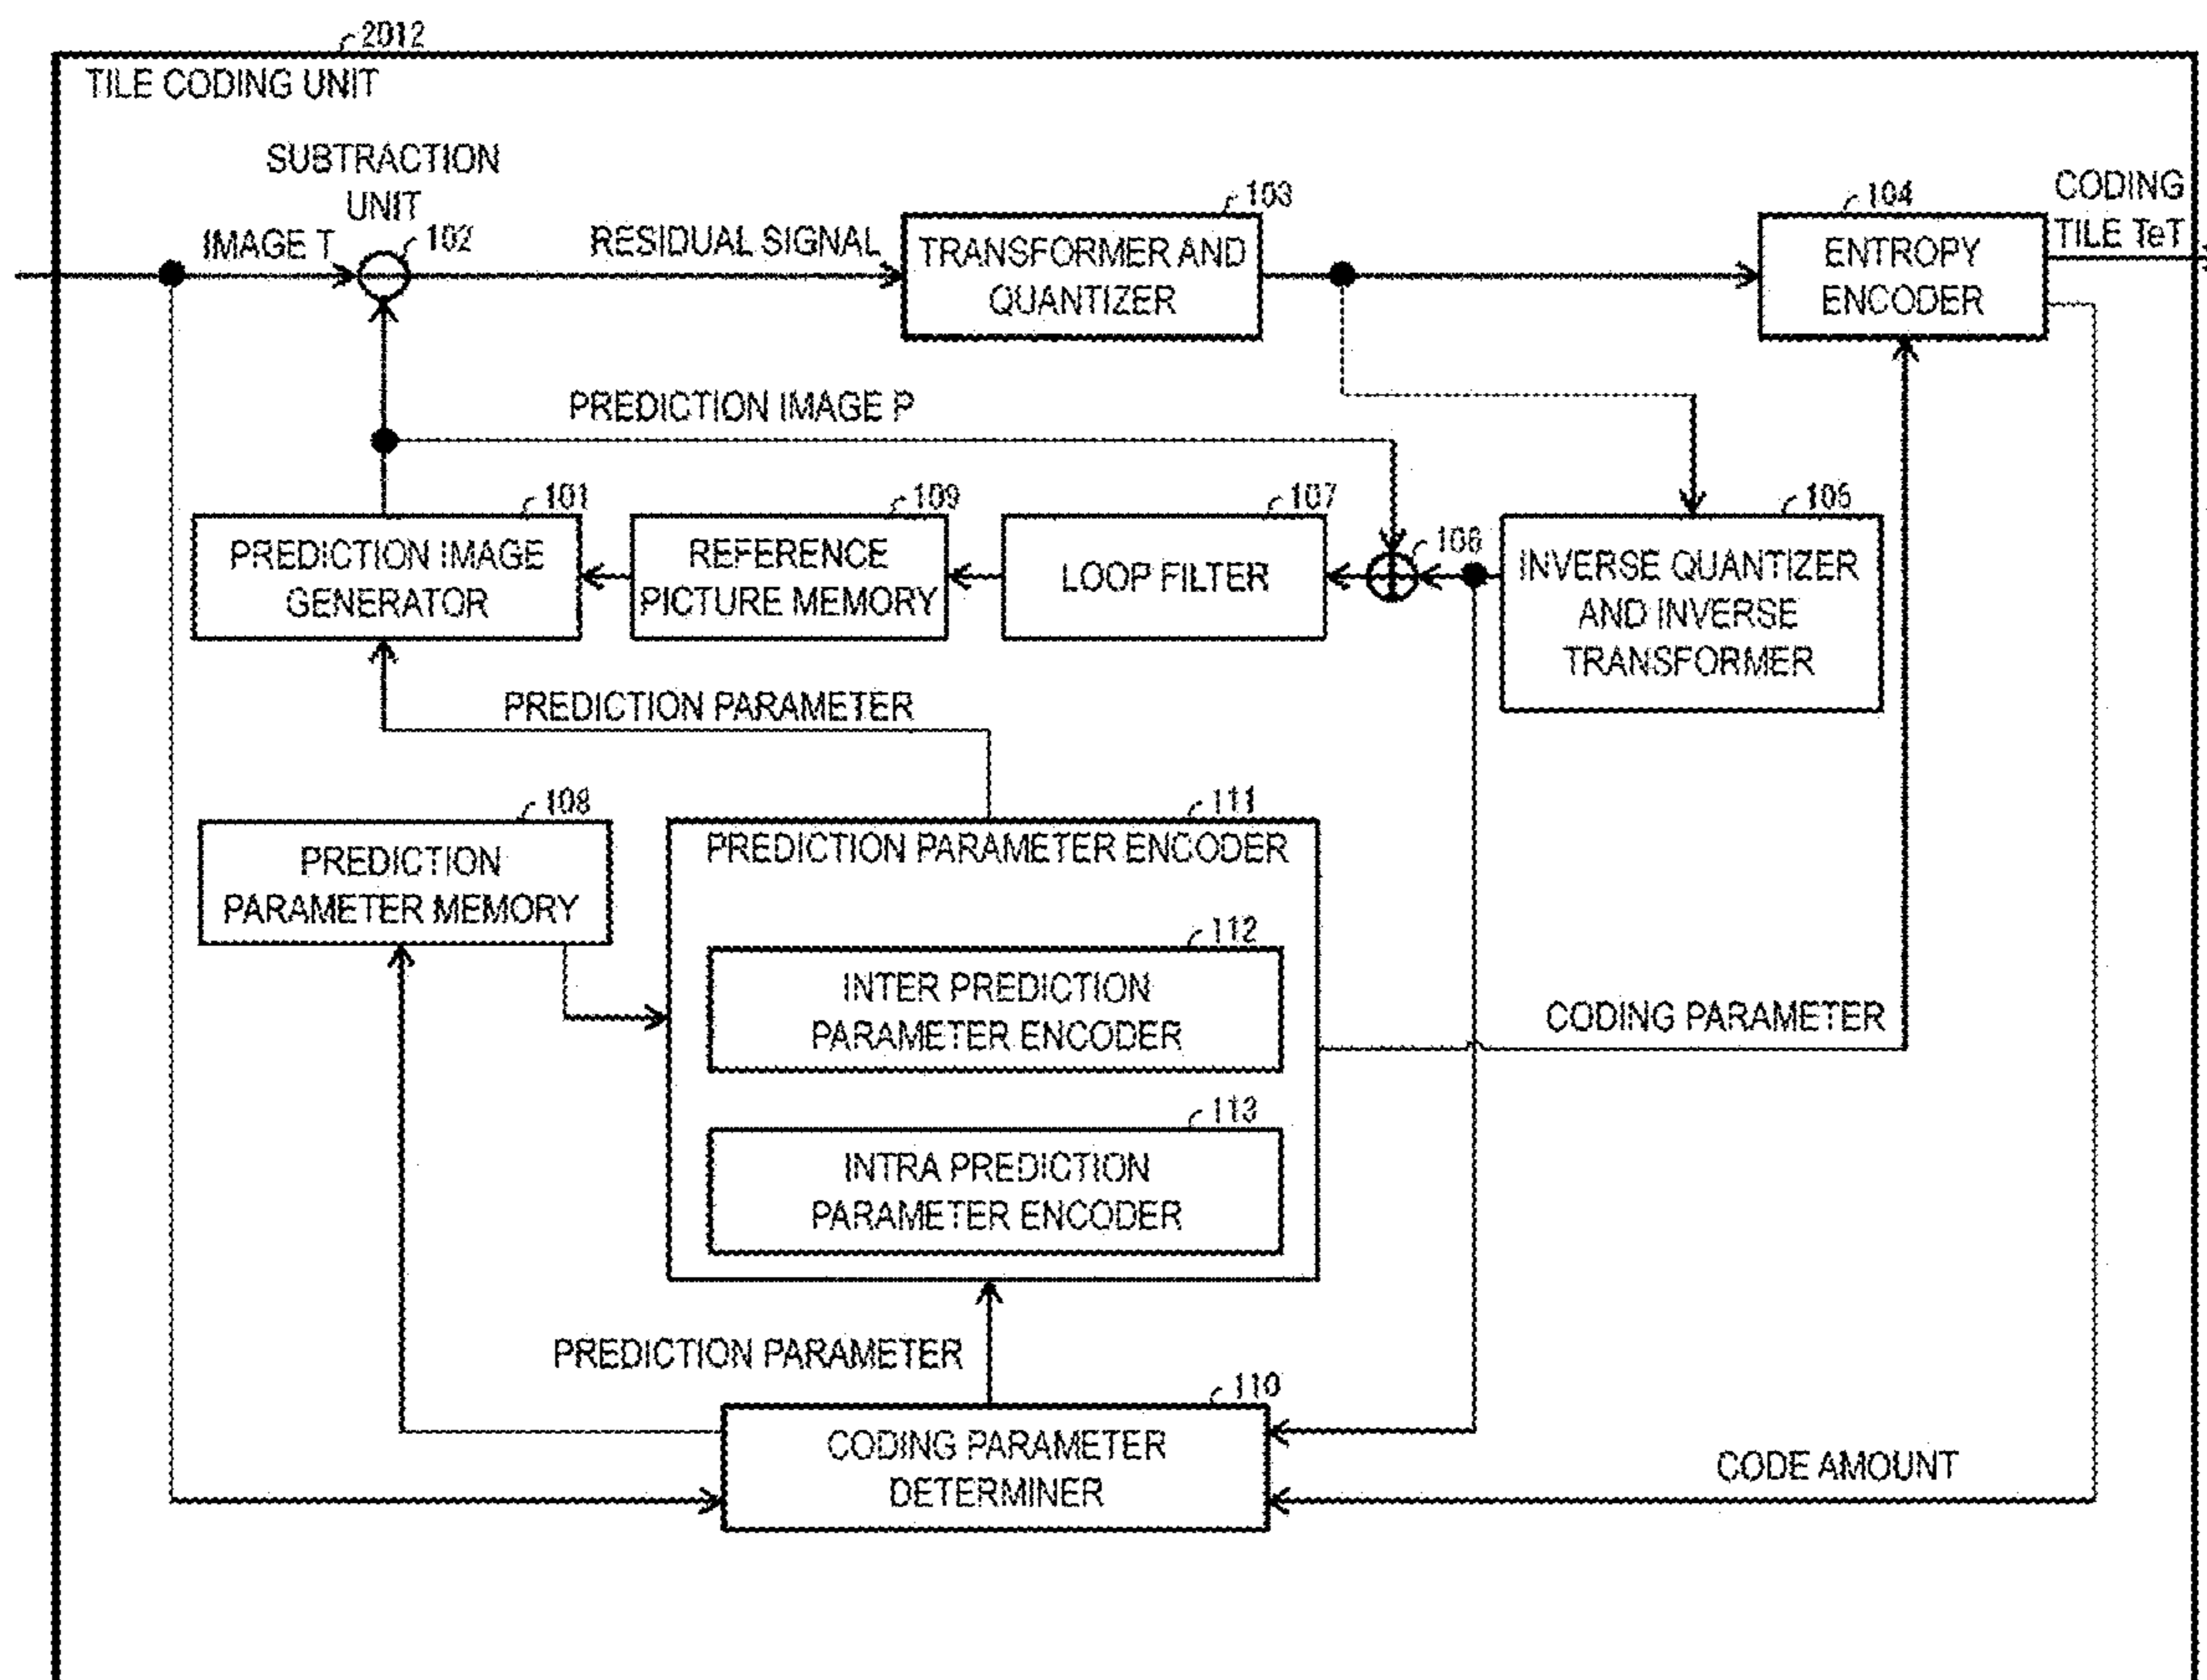 2012
TILE CODING UNIT
SUBTRACTION
UNIT
IMAGE T
102
RESIDUAL SIGNAL
103
TRANSFORMER AND
QUANTIZER
104
ENTROPY
ENCODER
CODING
TILE TeT
PREDICTION IMAGE P
101
PREDICTION IMAGE
GENERATOR
109
REFERENCE
PICTURE MEMORY
107
LOOP FILTER
106
105
INVERSE QUANTIZER
AND INVERSE
TRANSFORMER
PREDICTION PARAMETER
108
PREDICTION
PARAMETER MEMORY
111
PREDICTION PARAMETER ENCODER
112
INTER PREDICTION
PARAMETER ENCODER
CODING PARAMETER
113
INTRA PREDICTION
PARAMETER ENCODER
PREDICTION PARAMETER
110
CODING PARAMETER
DETERMINER
CODE AMOUNT